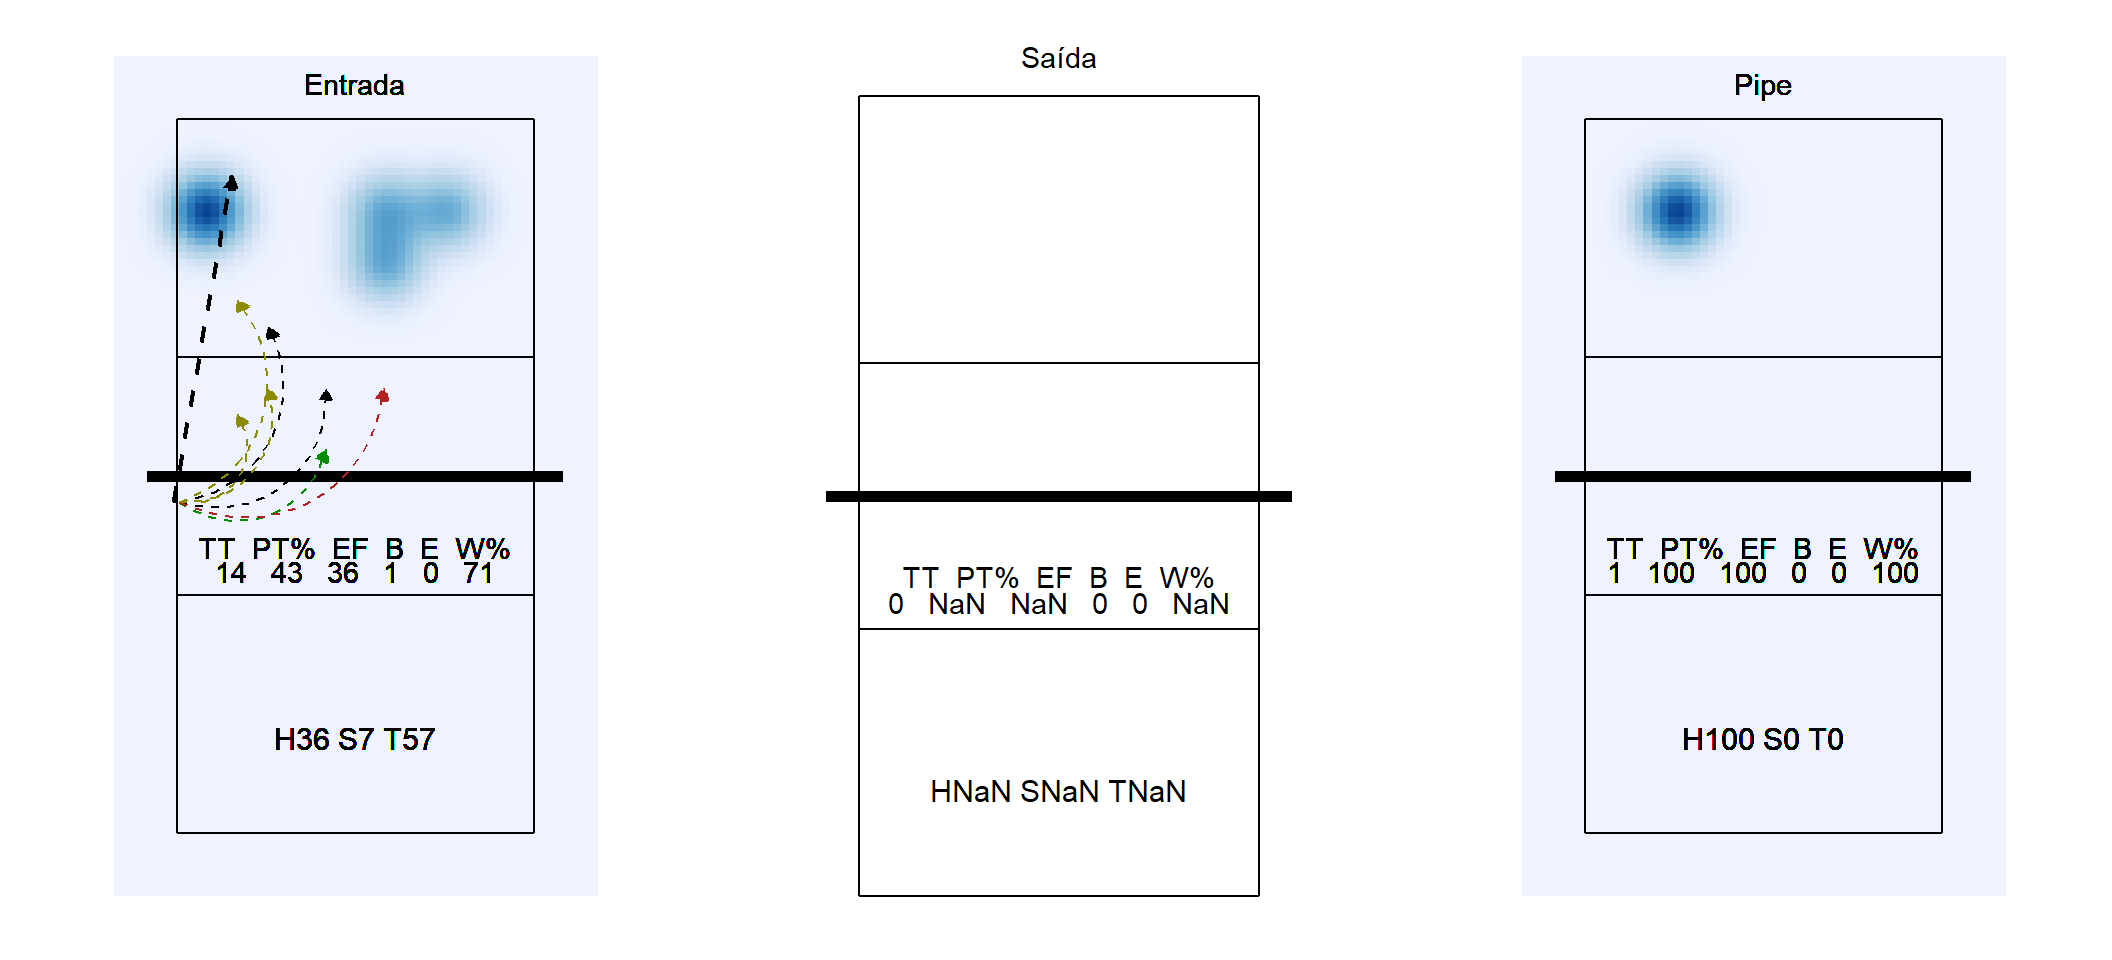 Entrada
TT PT% EF B E W%
14 43 36 1 0 71
H36 S7 T57
Saída
TT PT% EF B E W%
0 NaN NaN 0 0 NaN
HNaN SNaN TNaN
Pipe
TT PT% EF B E W%
1 100 100 0 0 100
H100 S0 T0